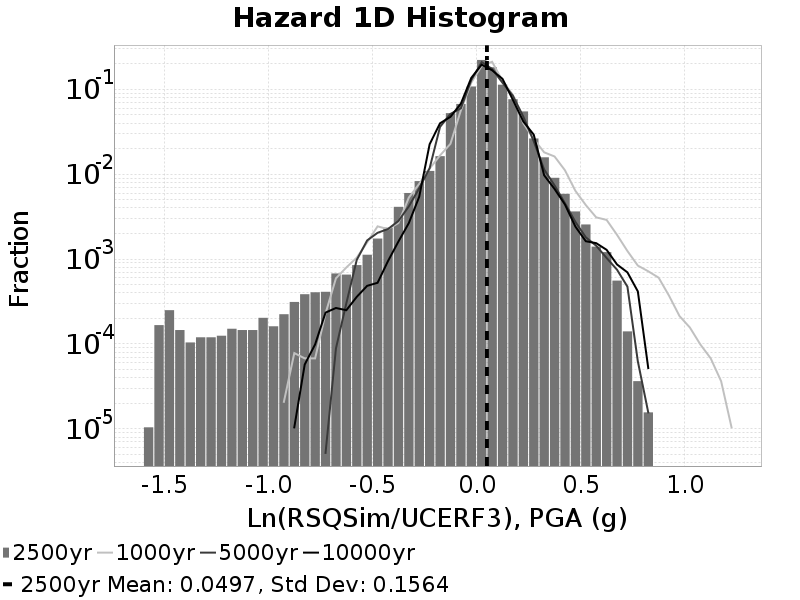 Hazard 1D Histogram
10-1
10-2
10-3
10-4
10-5
Fraction
-1.5 -1.0 -0.5 0.0 0.5 1.0
Ln(RSQSim/UCERF3), PGA (g)
2500yr 1000yr 5000yr 10000yr
2500yr Mean: 0.0497, Std Dev: 0.1564